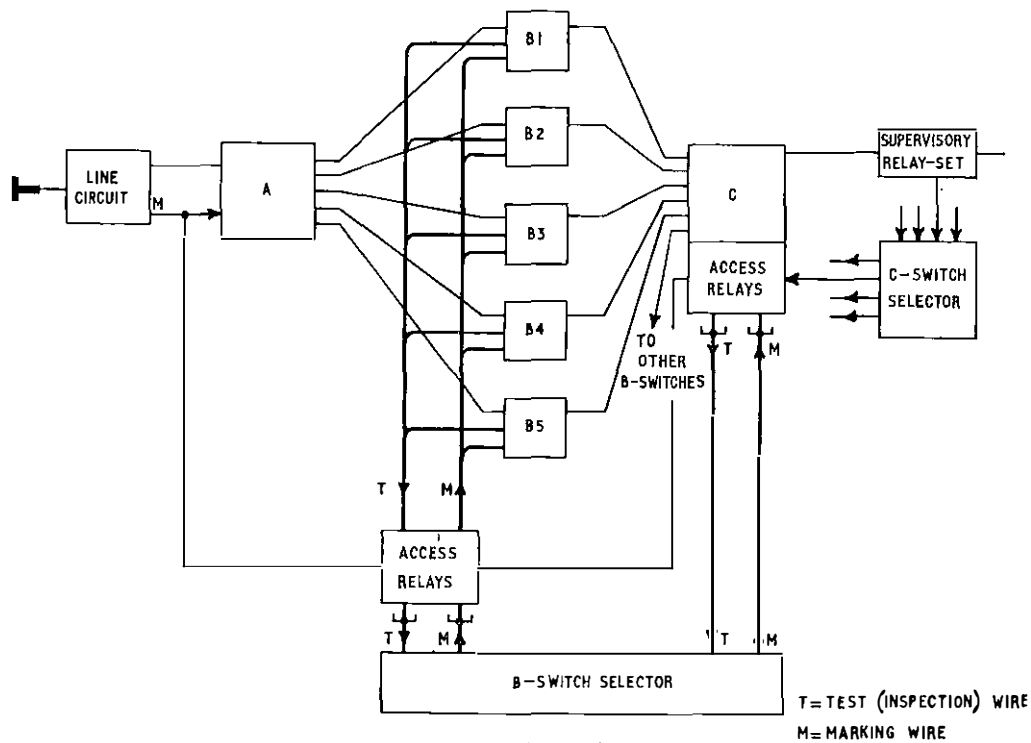 B1
B2
B3
B4
B5
LINE
CIRCUIT
M
A
C
ACCESS
RELAYS
SUPERVISORY
RELAY-SET
C-SWITCH
SELECTOR
TO
OTHER
B-SWITCHES
T
M
T
M
ACCESS
RELAYS
T
M
T
M
B-SWITCH SELECTOR
T=TEST (INSPECTION) WIRE
M=MARKING WIRE